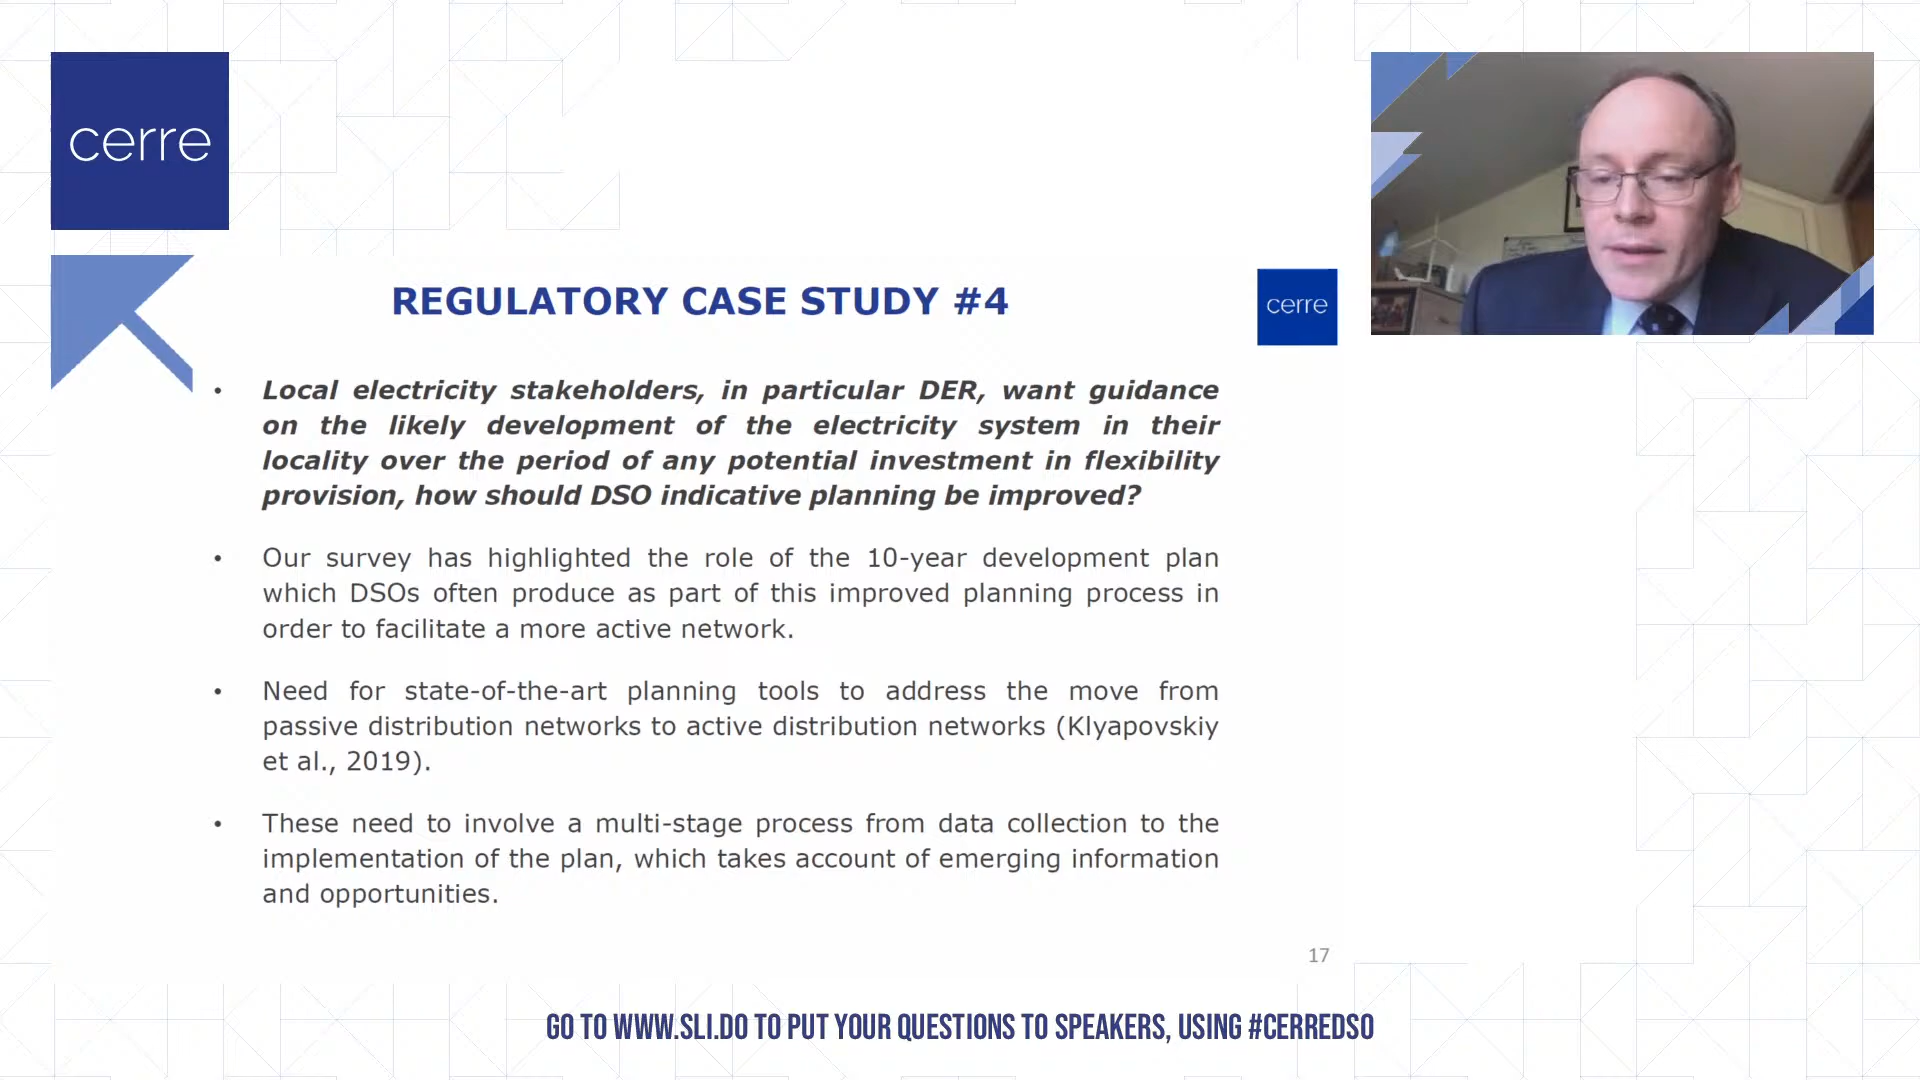 cerre
REGULATORY CASE STUDY #4
cerre
• Local electricity stakeholders, in particular DER, want guidance
on the likely development of the electricity system in their
locality over the period of any potential investment in flexibility
provision, how should DSO indicative planning be improved?
• Our survey has highlighted the role of the 10-year development plan
which DSOs often produce as part of this improved planning process in
order to facilitate a more active network.
• Need for state-of-the-art planning tools to address the move from
passive distribution networks to active distribution networks (Klyapovskiy
et al., 2019).
• These need to involve a multi-stage process from data collection to the
implementation of the plan, which takes account of emerging information
and opportunities.
17
GO TO WWW.SLI.DO TO PUT YOUR QUESTIONS TO SPEAKERS, USING #CERREDSO